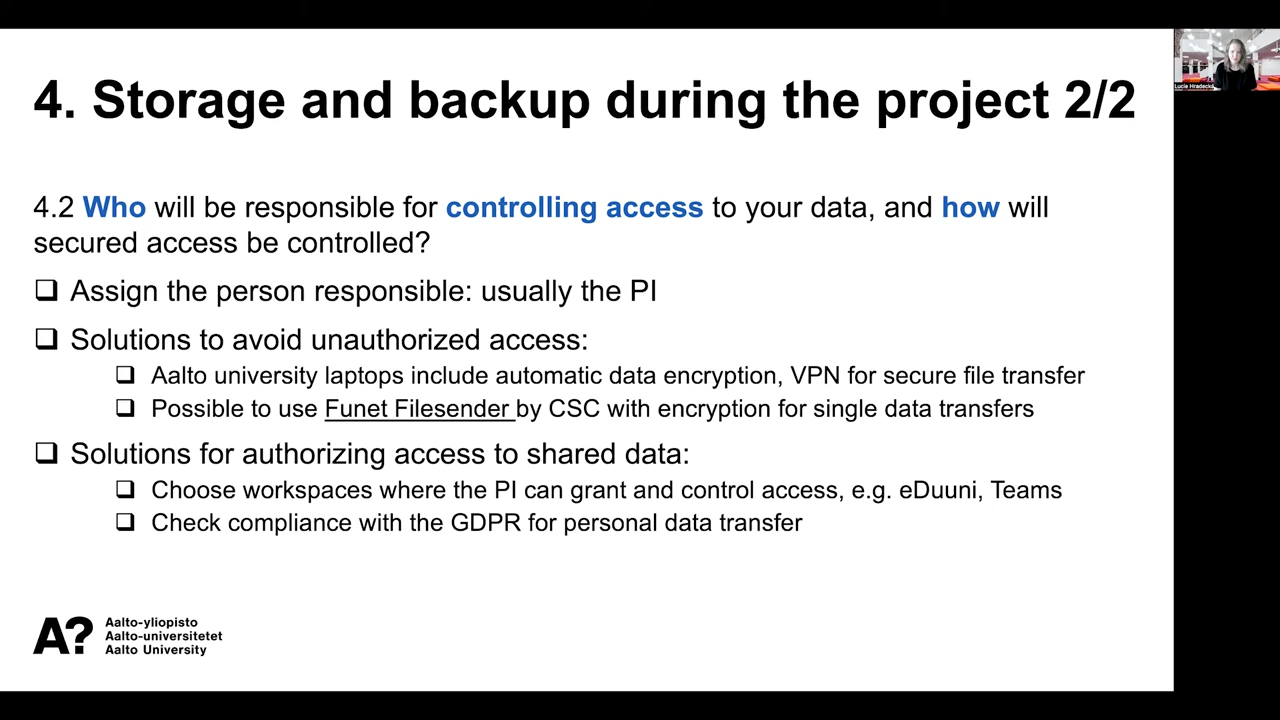 4. Storage and backup during the project 2/2
4.2 Who will be responsible for controlling access to your data, and how will
secured access be controlled?
❑ Assign the person responsible: usually the PI
❑ Solutions to avoid unauthorized access:
❑ Aalto university laptops include automatic data encryption, VPN for secure file transfer
❑ Possible to use Funet Filesender by CSC with encryption for single data transfers
❑ Solutions for authorizing access to shared data:
❑ Choose workspaces where the PI can grant and control access, e.g. eDuuni, Teams
❑ Check compliance with the GDPR for personal data transfer
A?
Aalto-yliopisto
Aalto-universitetet
Aalto University
Lucie Hradecká